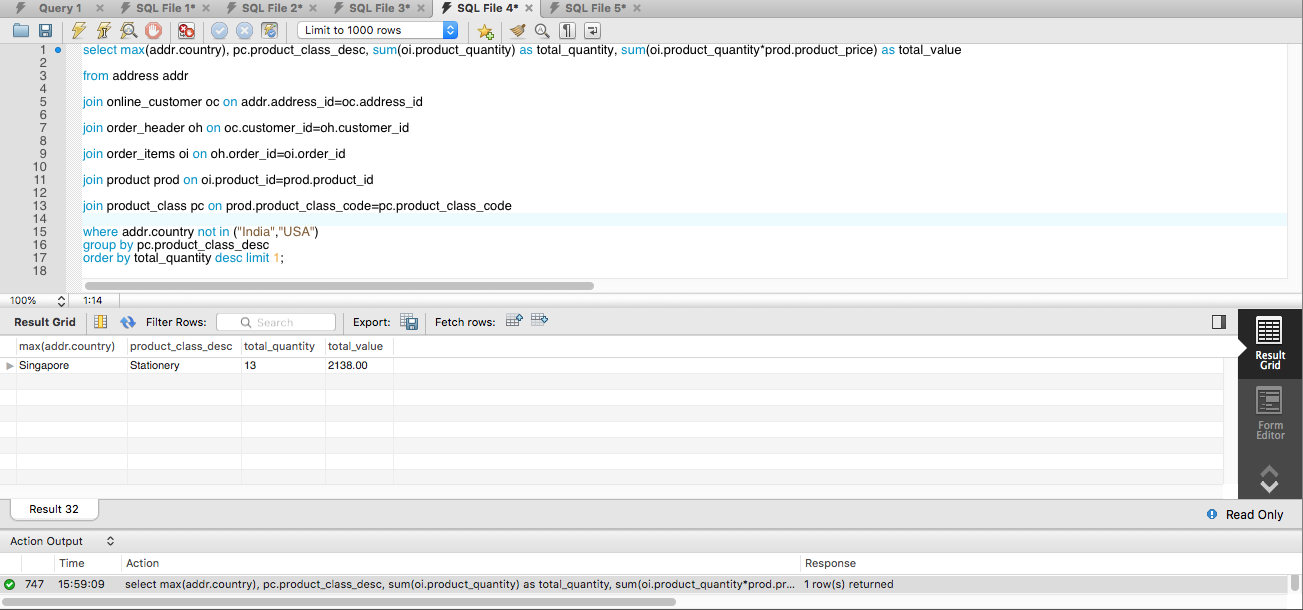 Query 1 SQL File 1* SQL File 2* SQL File 3* SQL File 4* SQL File 5*
Limit to 1000 rows
1 select max(addr.country), pc.product_class_desc, sum(oi.product_quantity) as total_quantity, sum(oi.product_quantity*prod.product_price) as total_value
2
3 from address addr
4
5 join online_customer oc on addr.address_id=oc.address_id
6
7 join order_header oh on oc.customer_id=oh.customer_id
8
9 join order_items oi on oh.order_id=oi.order_id
10
11 join product prod on oi.product_id=prod.product_id
12
13 join product_class pc on prod.product_class_code=pc.product_class_code
14
15 where addr.country not in ("India","USA")
16 group by pc.product_class_desc
17 order by total_quantity desc limit 1;
18
100% 1:14
Result Grid Filter Rows: Search Export: Fetch rows:
max(addr.country) product_class_desc total_quantity total_value
Singapore Stationery 13 2138.00
Result
Grid
Form
Editor
Result 32
Read Only
Action Output
Time Action Response
747 15:59:09 select max(addr.country), pc.product_class_desc, sum(oi.product_quantity) as total_quantity, sum(oi.product_quantity*prod.pr... 1 row(s) returned